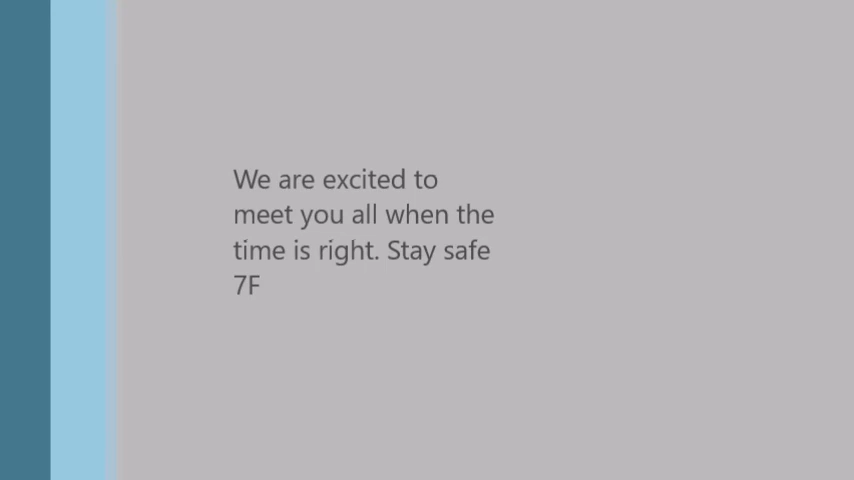 We are excited to
meet you all when the
time is right. Stay safe
7F